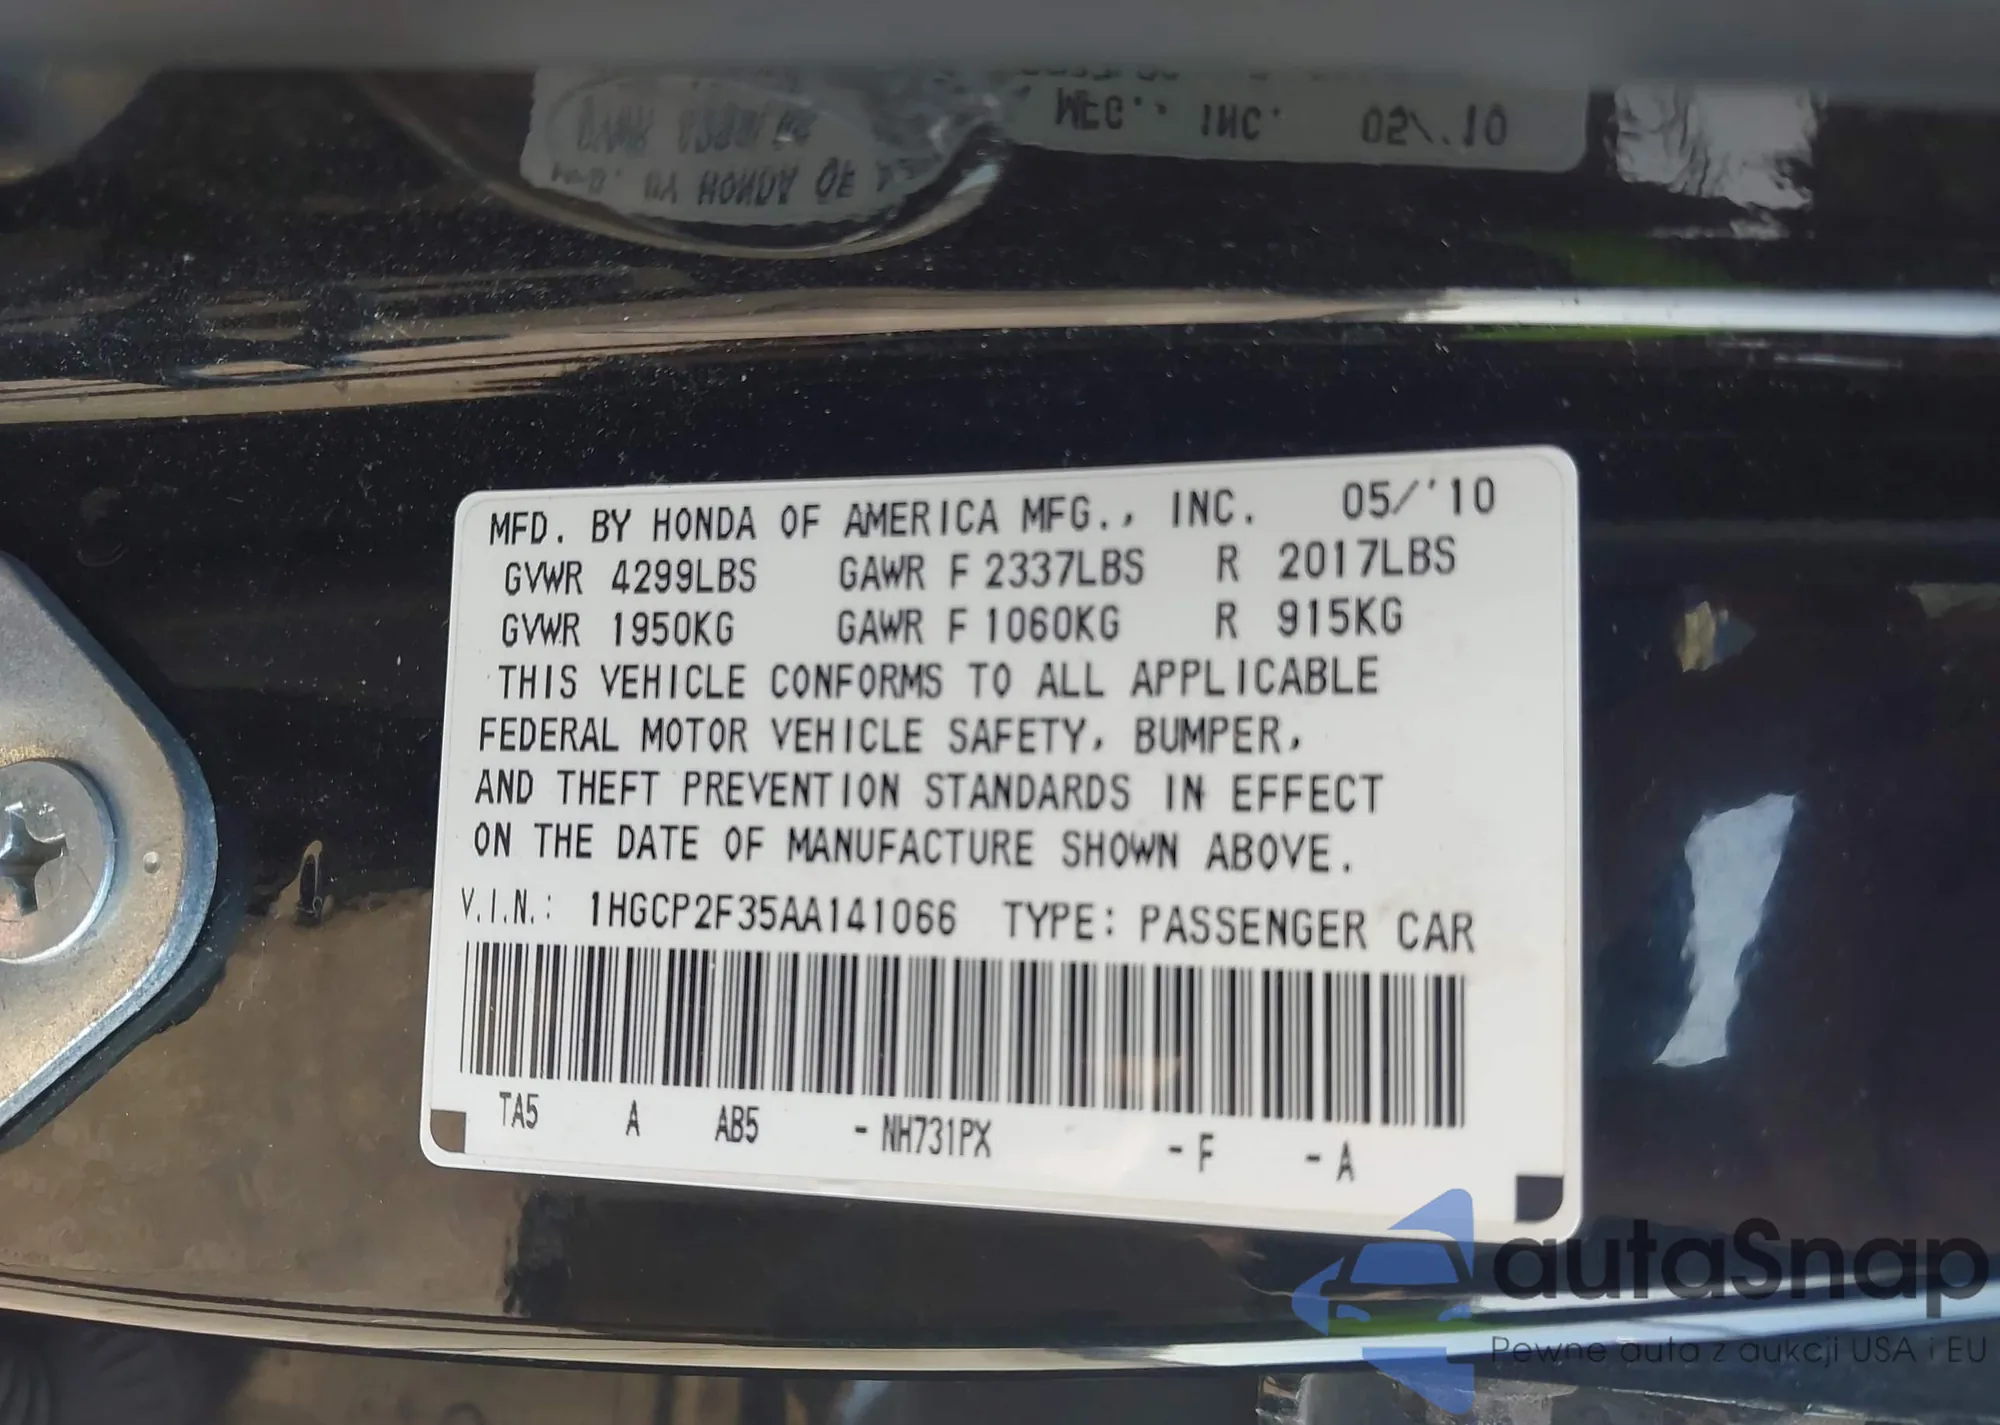 MFD. BY HONDA OF AMERICA MFG., INC. 05/'10
GVWR 4299LBS GAWR F 2337LBS R 2017LBS
GVWR 1950KG GAWR F 1060KG R 915KG
THIS VEHICLE CONFORMS TO ALL APPLICABLE
FEDERAL MOTOR VEHICLE SAFETY, BUMPER,
AND THEFT PREVENTION STANDARDS IN EFFECT
ON THE DATE OF MANUFACTURE SHOWN ABOVE.
V.I.N.: 1HGCP2F35AA141066 TYPE: PASSENGER CAR
TA5 A AB5 - NH731PX - F - A
autaSnap
Pewne auta z aukcji USA i EU